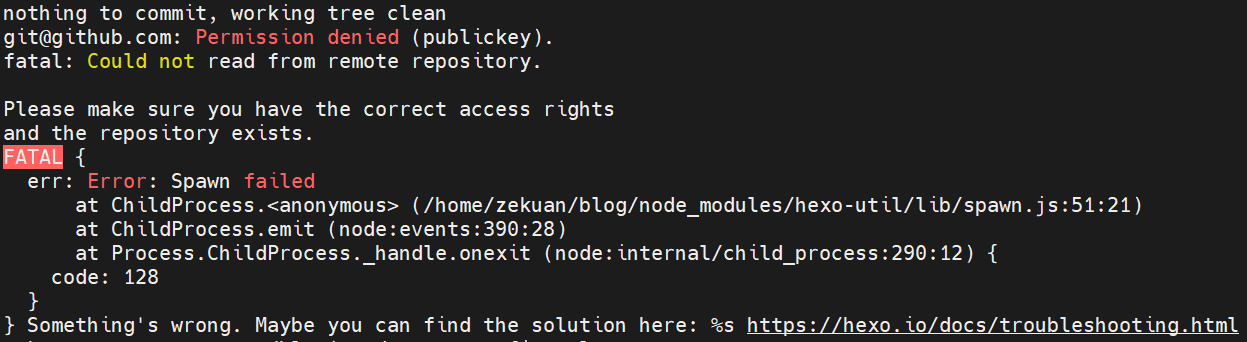 nothing to commit, working tree clean
git@github.com: Permission denied (publickey).
fatal: Could not read from remote repository.
Please make sure you have the correct access rights
and the repository exists.
FATAL {
err: Error: Spawn failed
at ChildProcess.<anonymous> (/home/zekuan/blog/node_modules/hexo-util/lib/spawn.js:51:21)
at ChildProcess.emit (node:events:390:28)
at Process.ChildProcess._handle.onexit (node:internal/child_process:290:12) {
code: 128
}
} Something's wrong. Maybe you can find the solution here: %s https://hexo.io/docs/troubleshooting.html